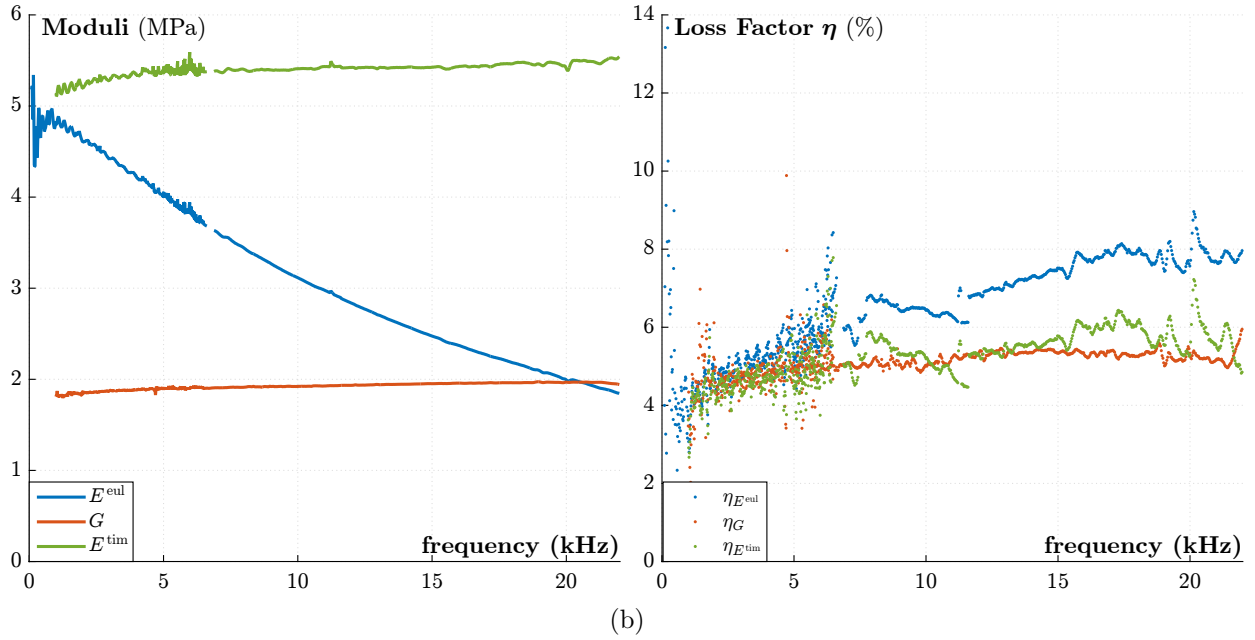 Moduli (MPa)
6
5
4
3
2
1
0
E^eul
G
E^tim
frequency (kHz)
0 5 10 15 20
Loss Factor η (%)
14
12
10
8
6
4
2
0
η_E^eul
η_G
η_E^tim
frequency (kHz)
0 5 10 15 20
(b)